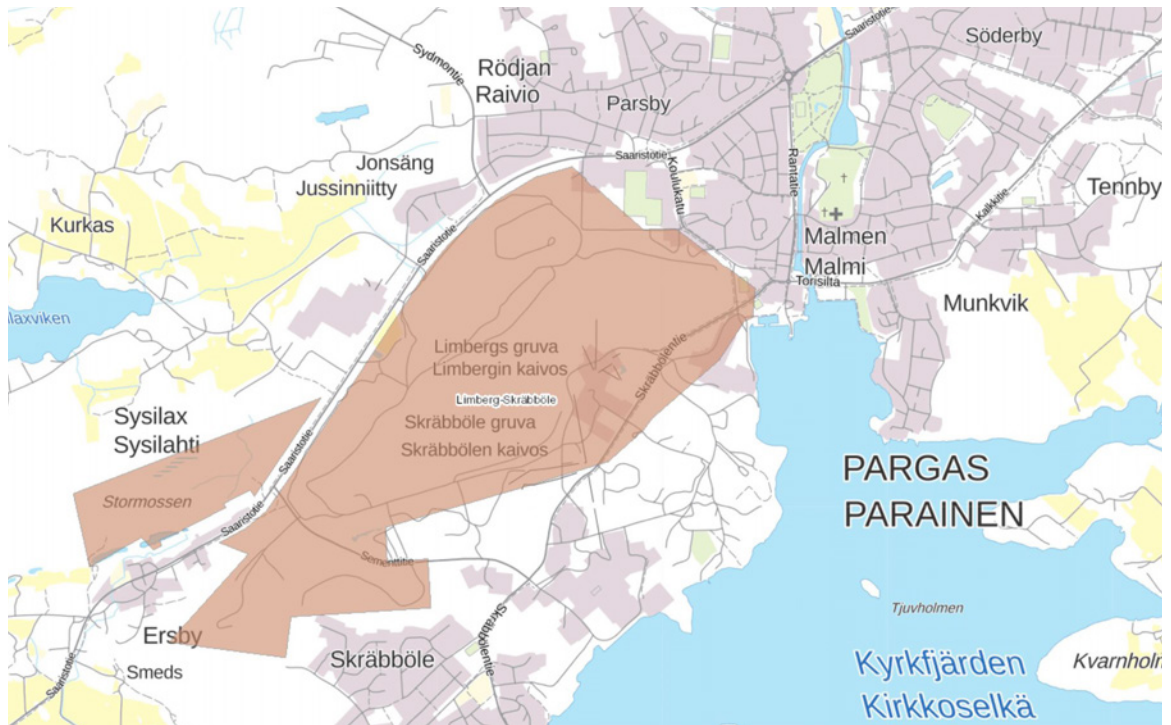 Saaristotie
Söderby
Sydmontie
Rödjan
Raivio
Parsby
Saaristotie
Koulukatu
Rantatie
Jonsäng
Jussinniitty
Kalkkitie
Tennby
Kurkas
Saaristotie
Malmen
Malmi
Torisilta
laxviken
Munkvik
Limbergs gruva
Limbergin kaivos
Skräbbölentie
Limberg-Skräbböle
Sysilax
Sysilahti
Skräbböle gruva
Skräbbölen kaivos
Saaristotie
PARGAS
PARAINEN
Stormossen
Saaristotie
Sementtitie
Tjuvholmen
Ersby
Skräbbölentie
Smeds
Skräbböle
Kyrkfjärden
Kirkkoselkä
Kvarnholm
Saaristotie